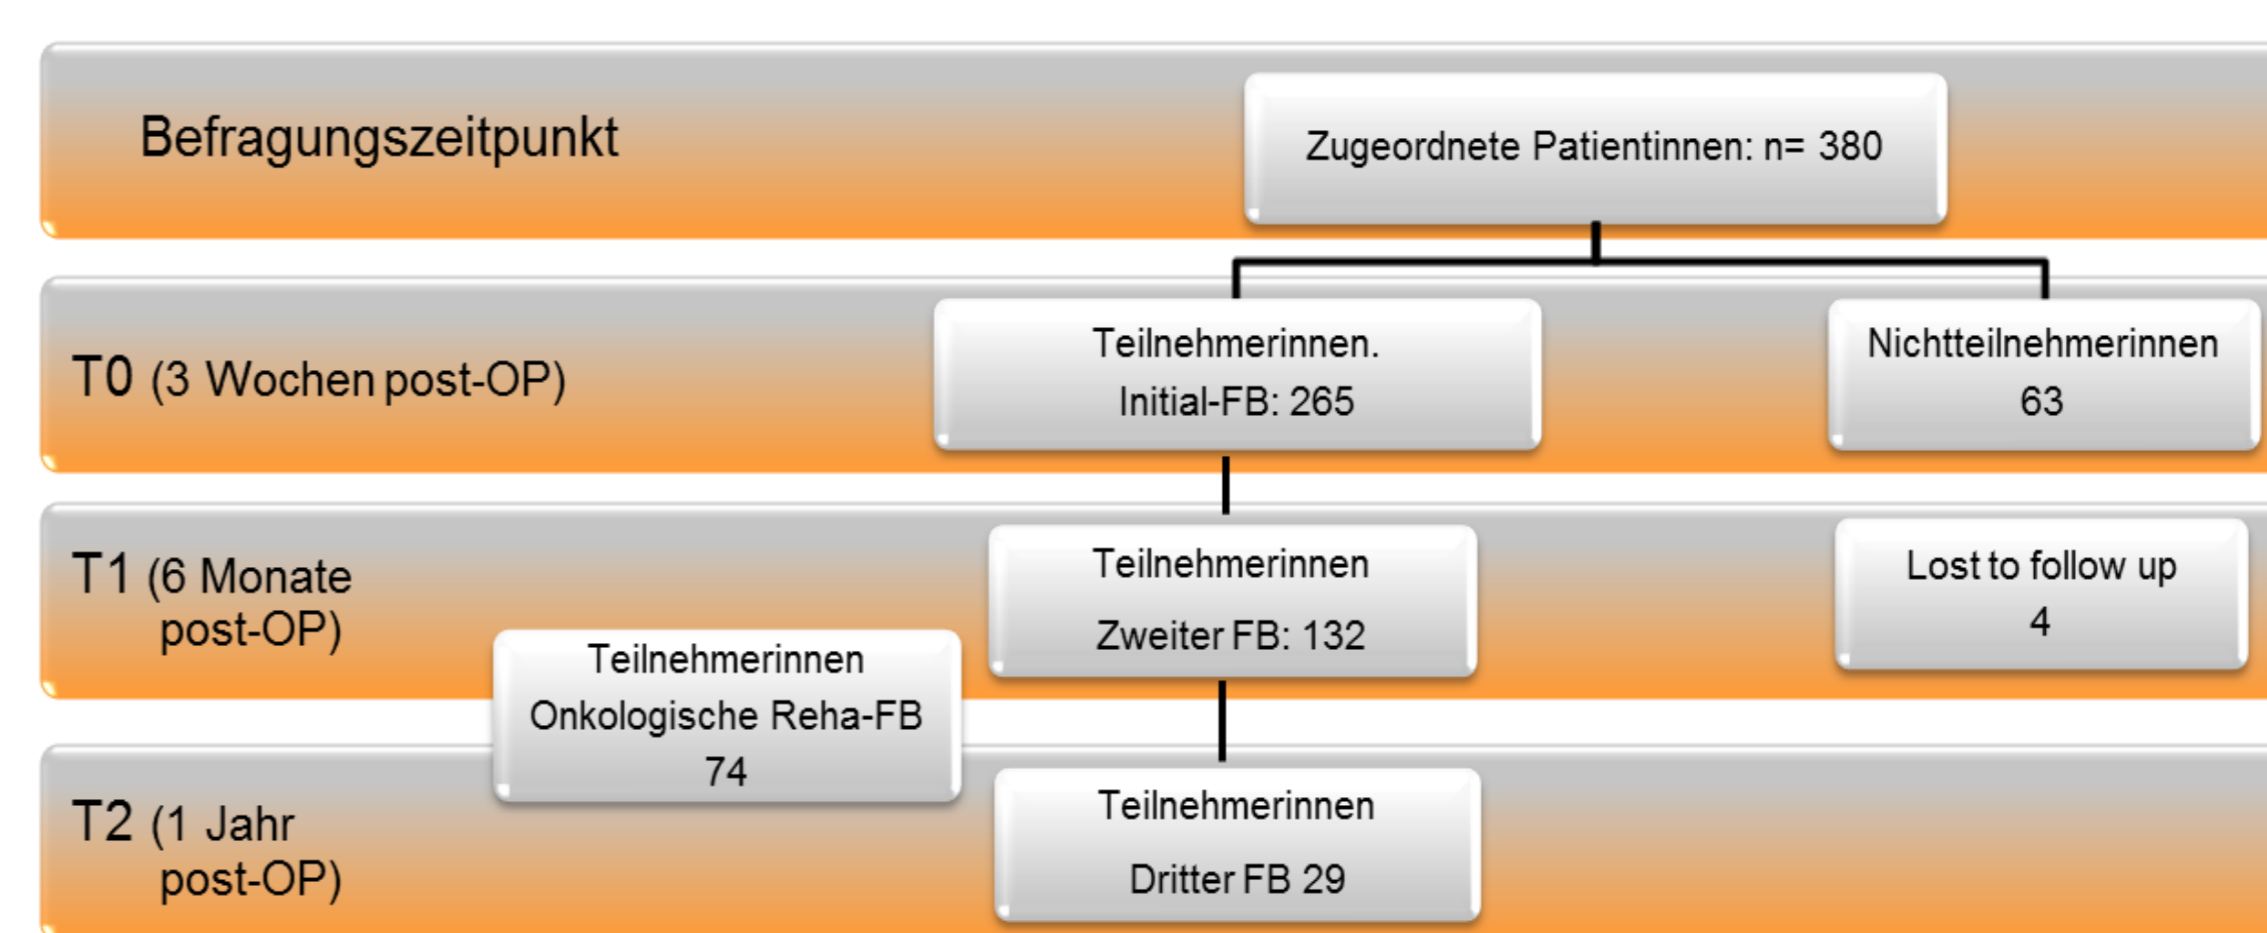 Befragungszeitpunkt
Zugeordnete Patientinnen: n= 380
T0 (3 Wochen post-OP)
Teilnehmerinnen.
Initial-FB: 265
Nichtteilnehmerinnen
63
T1 (6 Monate
post-OP)
Teilnehmerinnen
Zweiter FB: 132
Lost to follow up
4
Teilnehmerinnen
Onkologische Reha-FB
74
T2 (1 Jahr
post-OP)
Teilnehmerinnen
Dritter FB 29